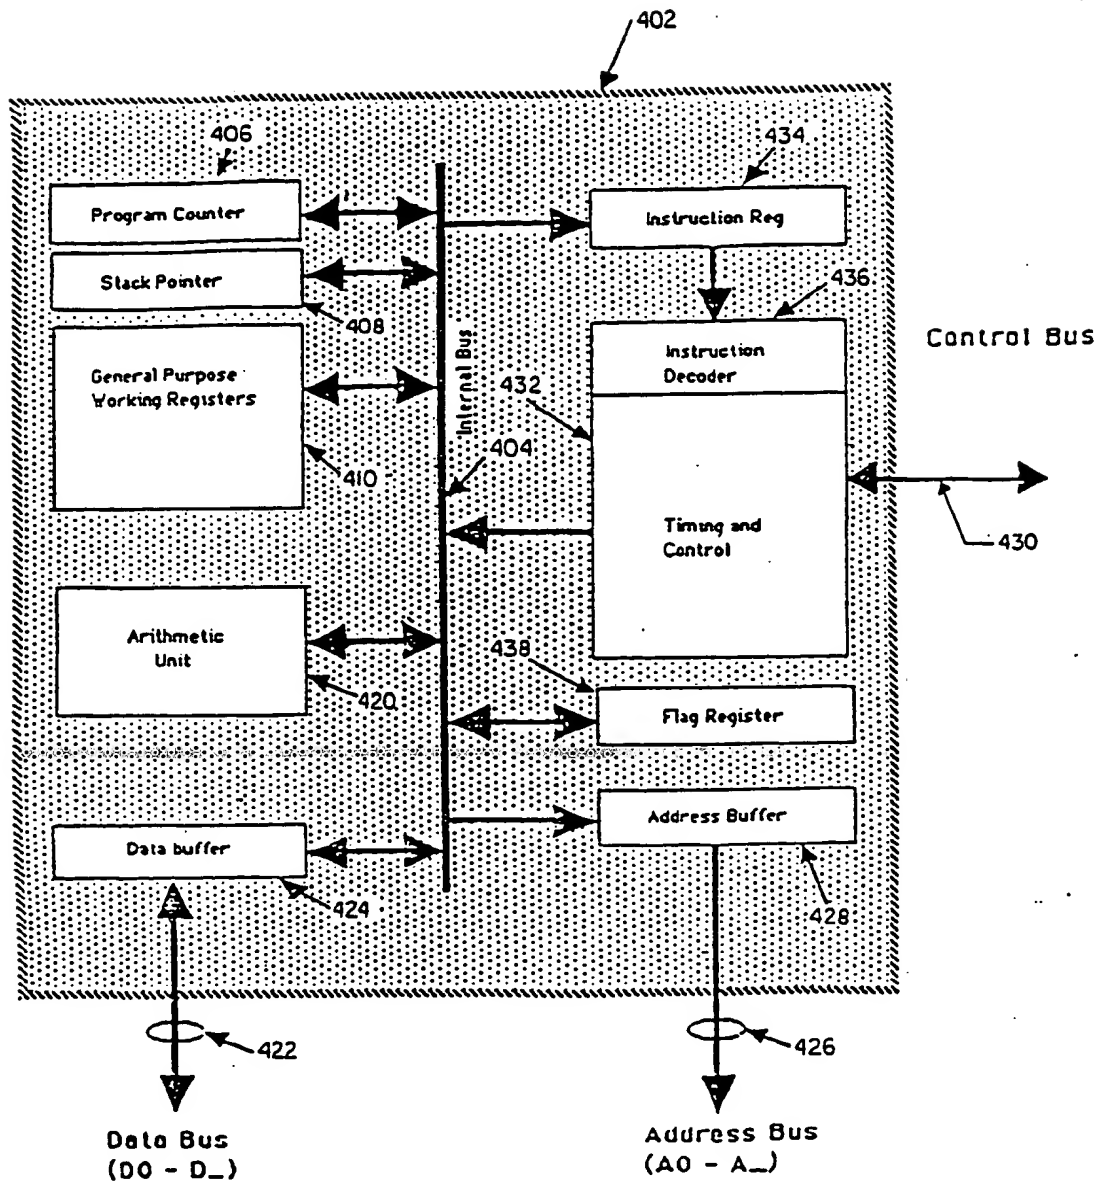 402
406
434
Program Counter
Instruction Reg
Stack Pointer
408
436
General Purpose
Working Registers
Internal Bus
Instruction
Decoder
Control Bus
432
404
410
Timing and
Control
430
Arithmetic
Unit
438
420
Flag Register
Address Buffer
Data buffer
424
428
422
426
Data Bus
(D0 - D_)
Address Bus
(A0 - A_)